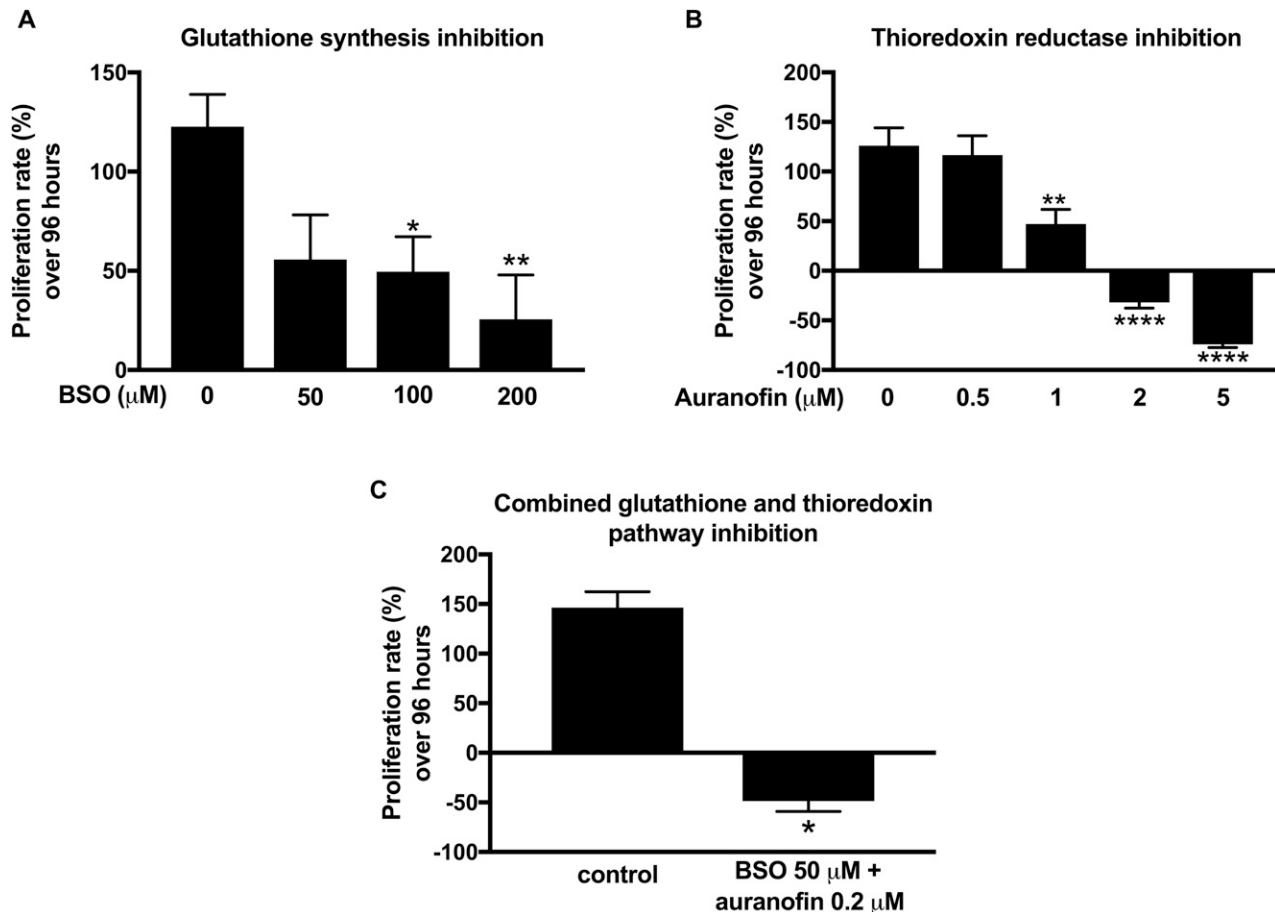 A
Glutathione synthesis inhibition
Proliferation rate (%)
over 96 hours
150
100
50
0
*
**
BSO (μM) 0 50 100 200
B
Thioredoxin reductase inhibition
Proliferation rate (%)
over 96 hours
200
150
100
50
0
-50
-100
**
****
****
Auranofin (μM) 0 0.5 1 2 5
C
Combined glutathione and thioredoxin
pathway inhibition
Proliferation rate (%)
over 96 hours
200
150
100
50
0
-50
-100
*
control
BSO 50 μM +
auranofin 0.2 μM